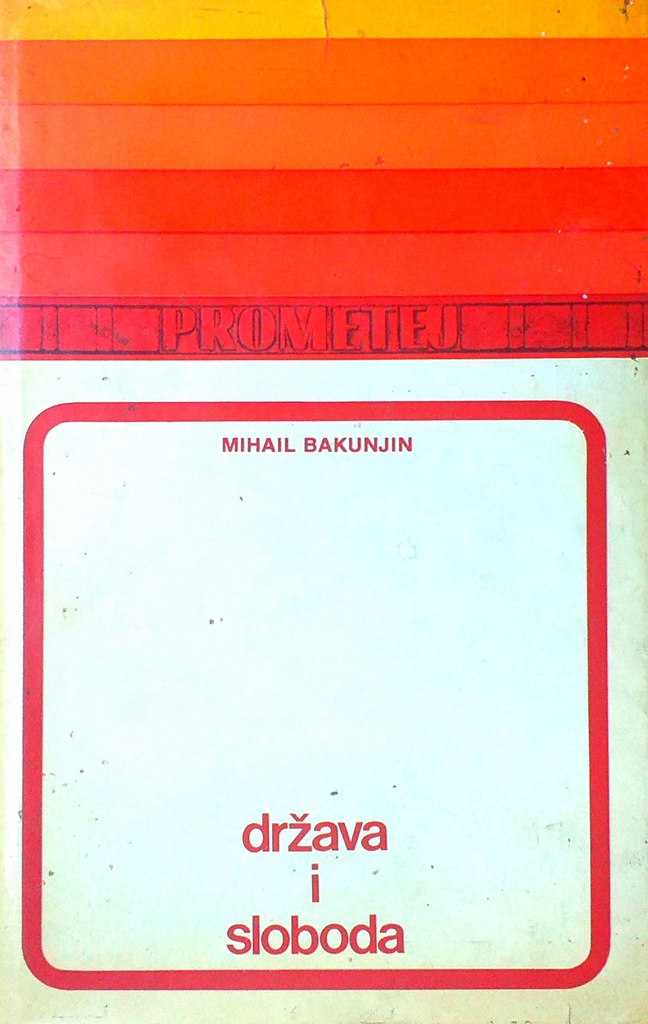 PROMETEJ
MIHAIL BAKUNJIN
država
i
sloboda